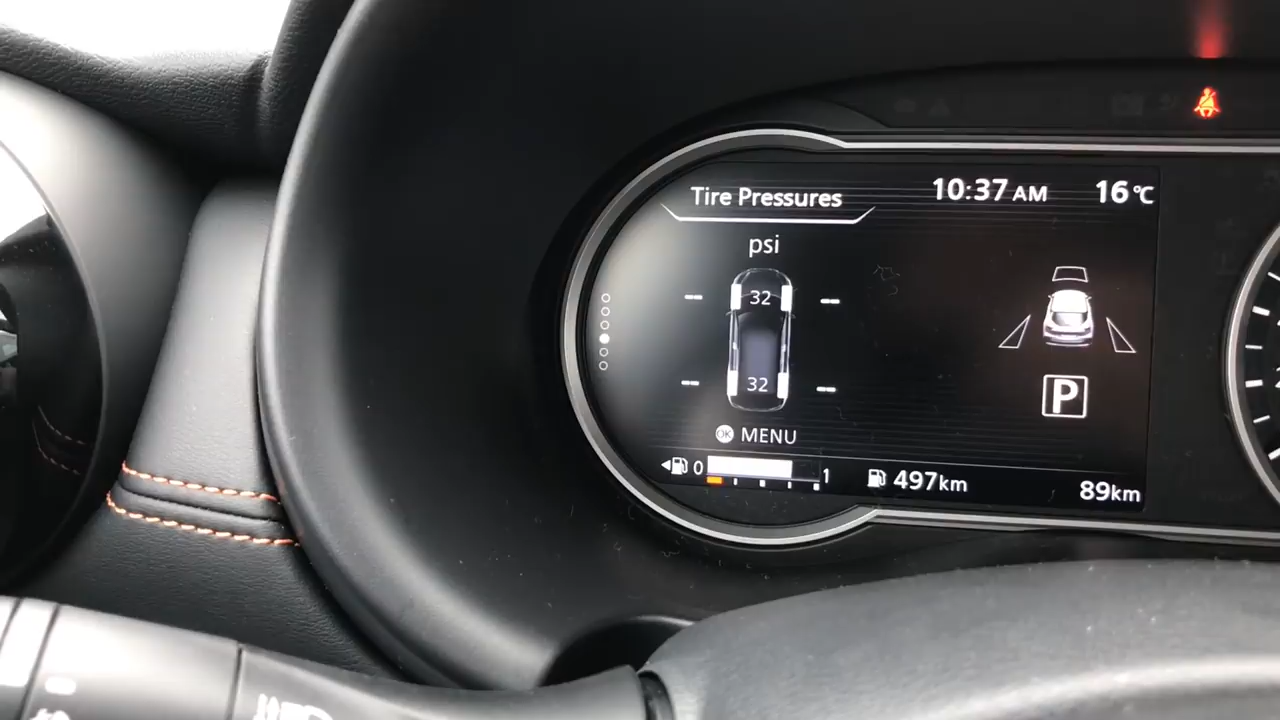 Tire Pressures
10:37 AM
16°C
psi
-- 32 --
-- 32 --
P
OK MENU
0 1
497km
89km